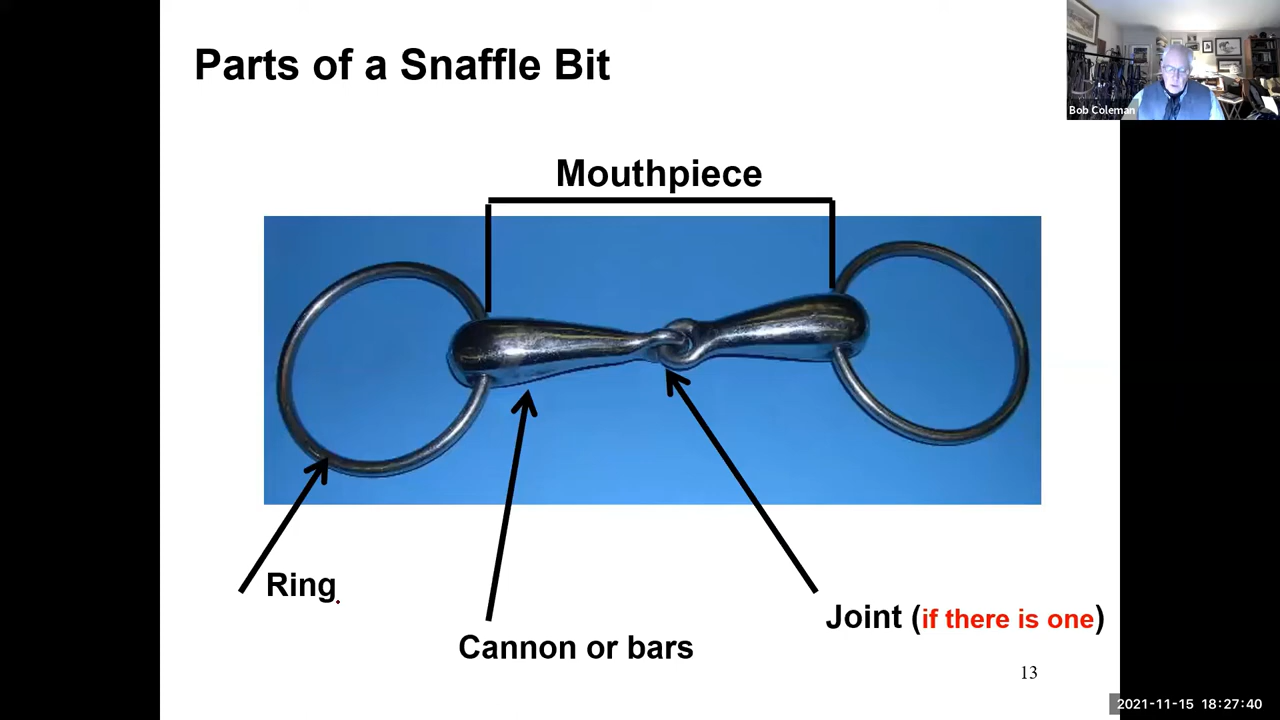 Parts of a Snaffle Bit
Bob Coleman
Mouthpiece
Ring
Cannon or bars
Joint (if there is one)
13
2021-11-15 18:27:40